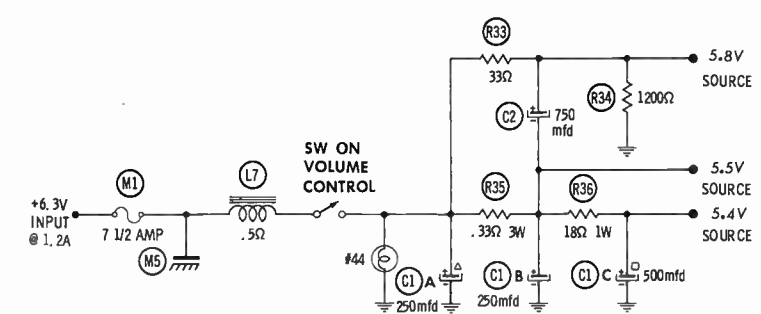 R33
33Ω
5.8V
SOURCE
R34
1200Ω
C2
750
mfd
SW ON
VOLUME
CONTROL
5.5V
SOURCE
M1
L7
R35
R36
+6.3V
INPUT
@ 1.2A
7 1/2 AMP
.5Ω
.33Ω 3W
18Ω 1W
5.4V
SOURCE
M5
#44
C1 A
250mfd
C1 B
250mfd
C1 C
500mfd